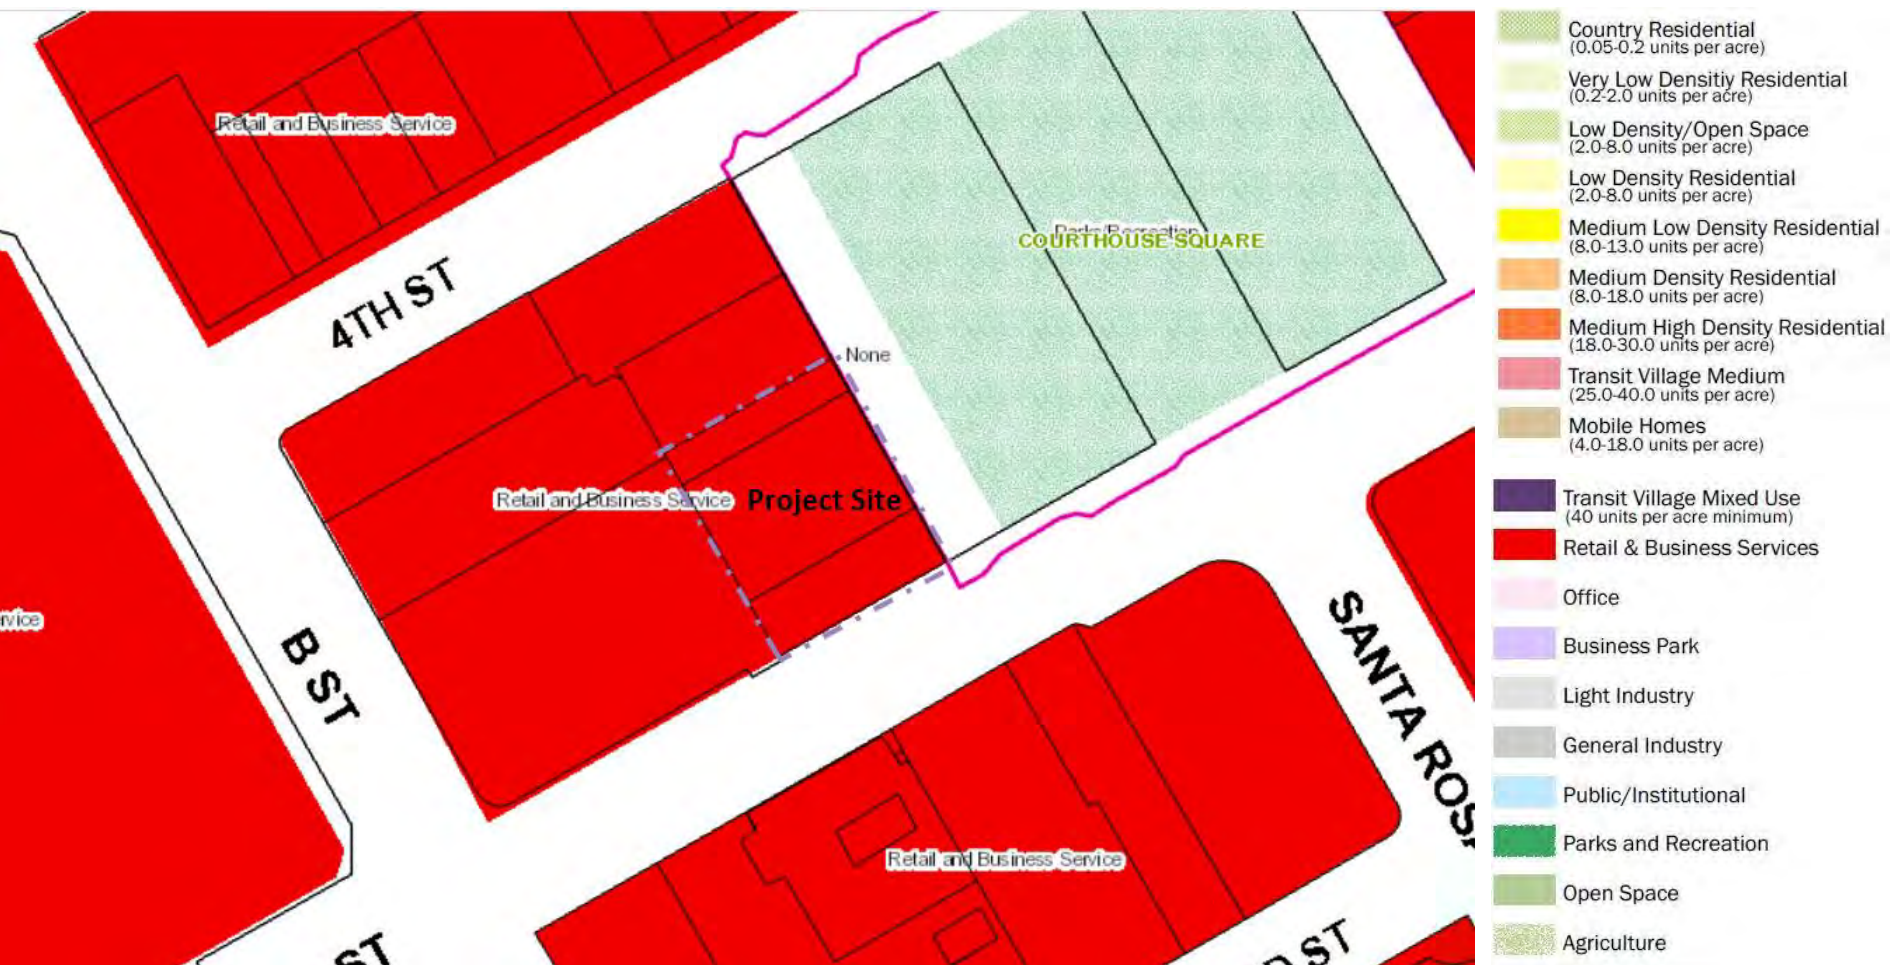 Retail and Business Service
Parks/Recreation
COURTHOUSE SQUARE
4TH ST
None
Retail and Business Service
Project Site
rvice
B ST
SANTA ROSA
Retail and Business Service
ST
D ST
Country Residential
(0.05-0.2 units per acre)
Very Low Densitiy Residential
(0.2-2.0 units per acre)
Low Density/Open Space
(2.0-8.0 units per acre)
Low Density Residential
(2.0-8.0 units per acre)
Medium Low Density Residential
(8.0-13.0 units per acre)
Medium Density Residential
(8.0-18.0 units per acre)
Medium High Density Residential
(18.0-30.0 units per acre)
Transit Village Medium
(25.0-40.0 units per acre)
Mobile Homes
(4.0-18.0 units per acre)
Transit Village Mixed Use
(40 units per acre minimum)
Retail & Business Services
Office
Business Park
Light Industry
General Industry
Public/Institutional
Parks and Recreation
Open Space
Agriculture